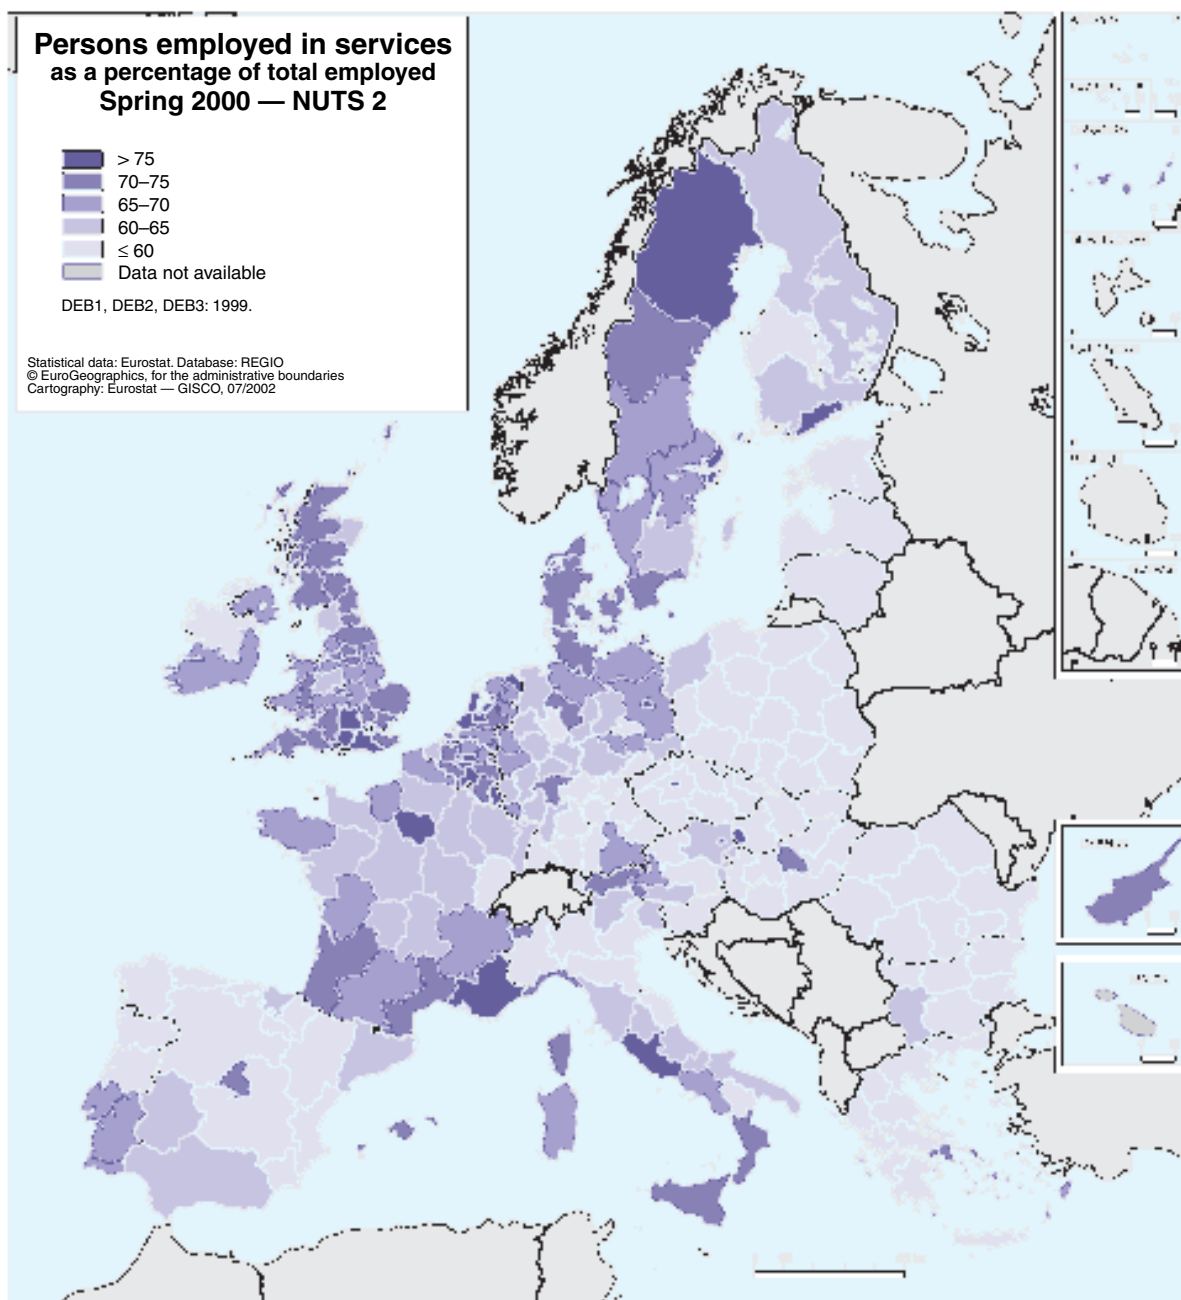 Persons employed in services
as a percentage of total employed
Spring 2000 — NUTS 2
> 75
70–75
65–70
60–65
≤ 60
Data not available
DEB1, DEB2, DEB3: 1999.
Statistical data: Eurostat. Database: REGIO
© EuroGeographics, for the administrative boundaries
Cartography: Eurostat — GISCO, 07/2002